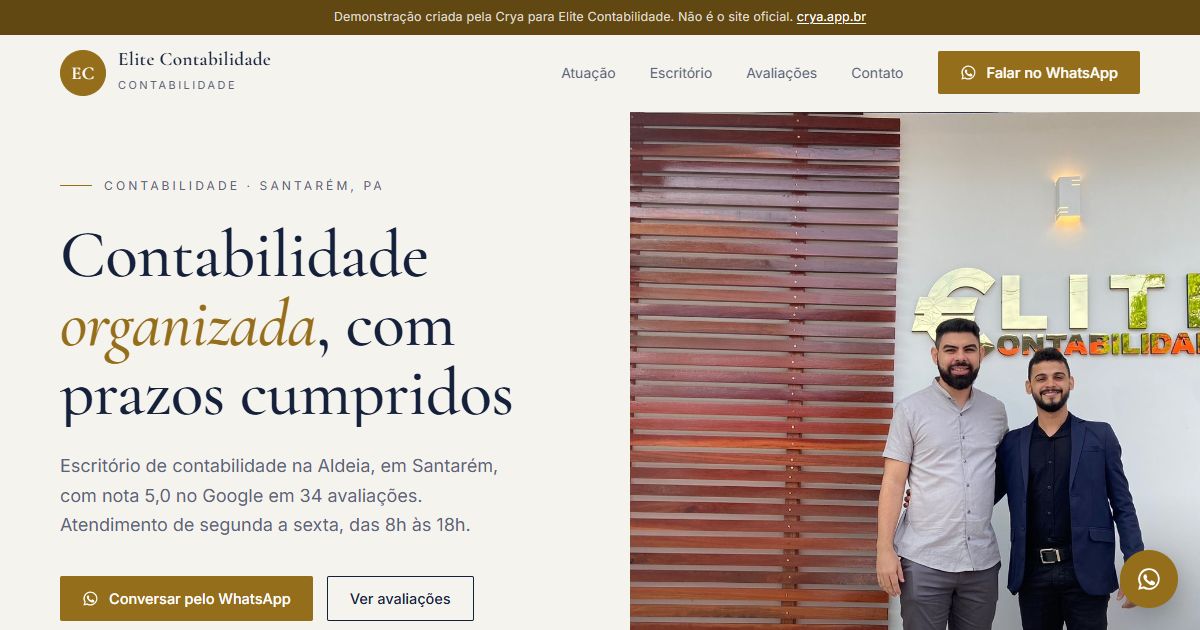 Demonstração criada pela Crya para Elite Contabilidade. Não é o site oficial. crya.app.br
EC
Elite Contabilidade
CONTABILIDADE
Atuação
Escritório
Avaliações
Contato
Falar no WhatsApp
CONTABILIDADE · SANTARÉM, PA
Contabilidade
organizada, com
prazos cumpridos
Escritório de contabilidade na Aldeia, em Santarém,
com nota 5,0 no Google em 34 avaliações.
Atendimento de segunda a sexta, das 8h às 18h.
Conversar pelo WhatsApp
Ver avaliações
ELITE
CONTABILIDA